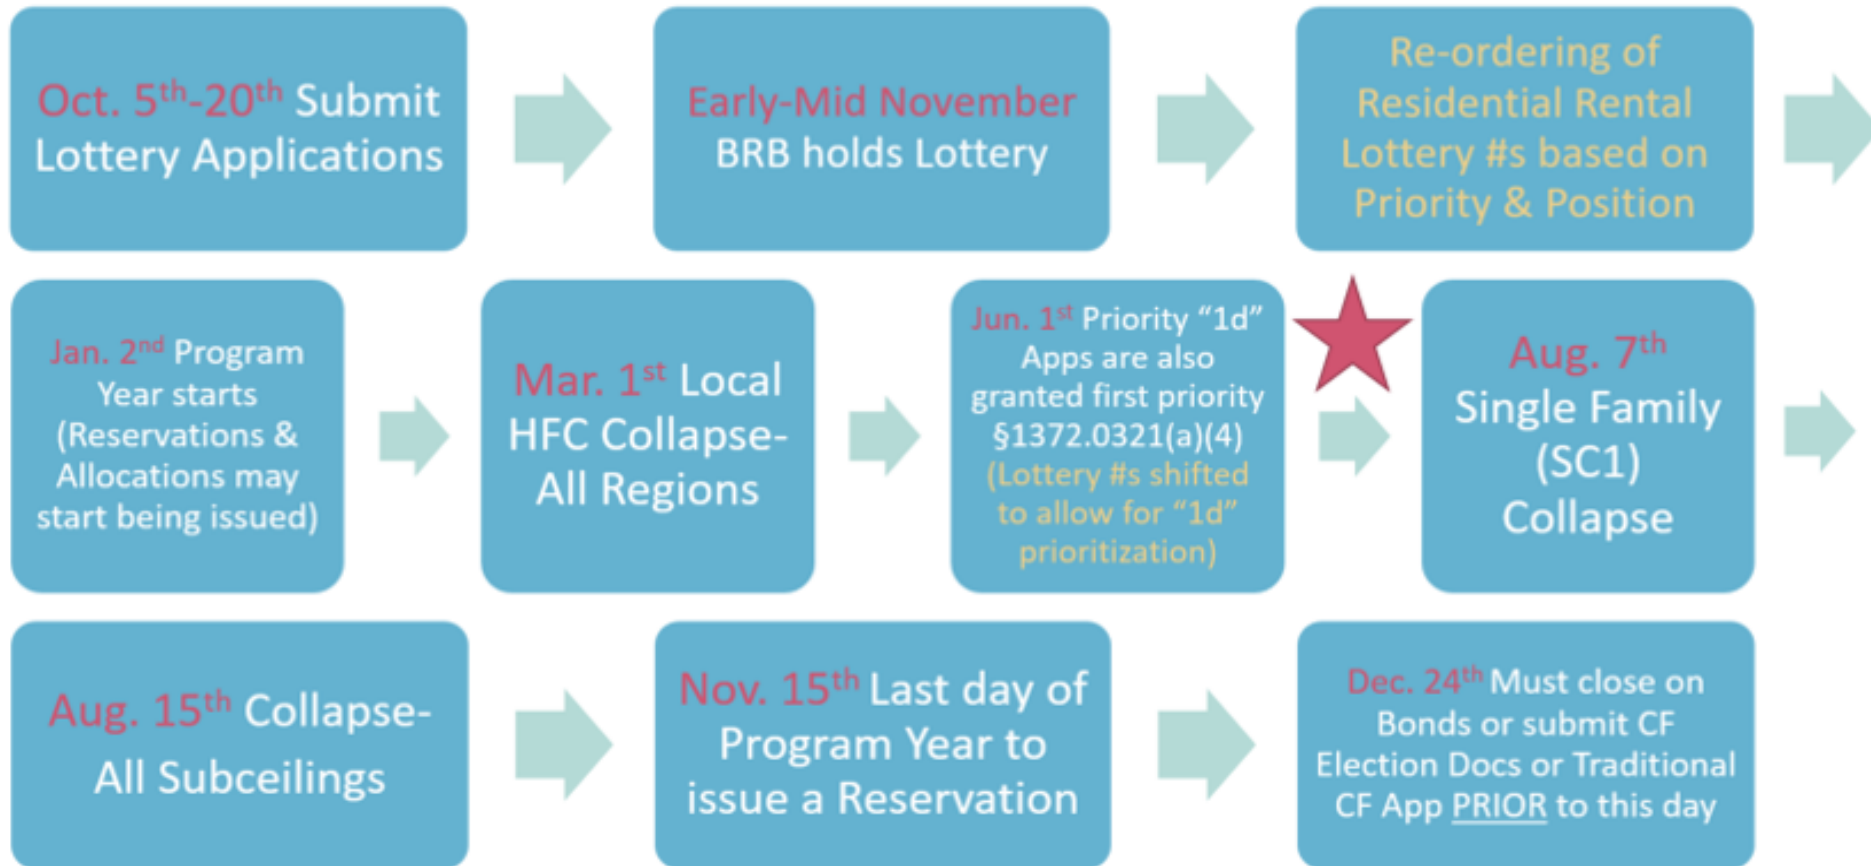 Oct. 5th-20th Submit
Lottery Applications
Early-Mid November
BRB holds Lottery
Re-ordering of
Residential Rental
Lottery #s based on
Priority & Position
Jan. 2nd Program
Year starts
(Reservations &
Allocations may
start being issued)
Mar. 1st Local
HFC Collapse-
All Regions
Jun. 1st Priority “1d”
Apps are also
granted first priority
§1372.0321(a)(4)
(Lottery #s shifted
to allow for “1d”
prioritization)
Aug. 7th
Single Family
(SC1)
Collapse
Aug. 15th Collapse-
All Subceilings
Nov. 15th Last day of
Program Year to
issue a Reservation
Dec. 24th Must close on
Bonds or submit CF
Election Docs or Traditional
CF App PRIOR to this day